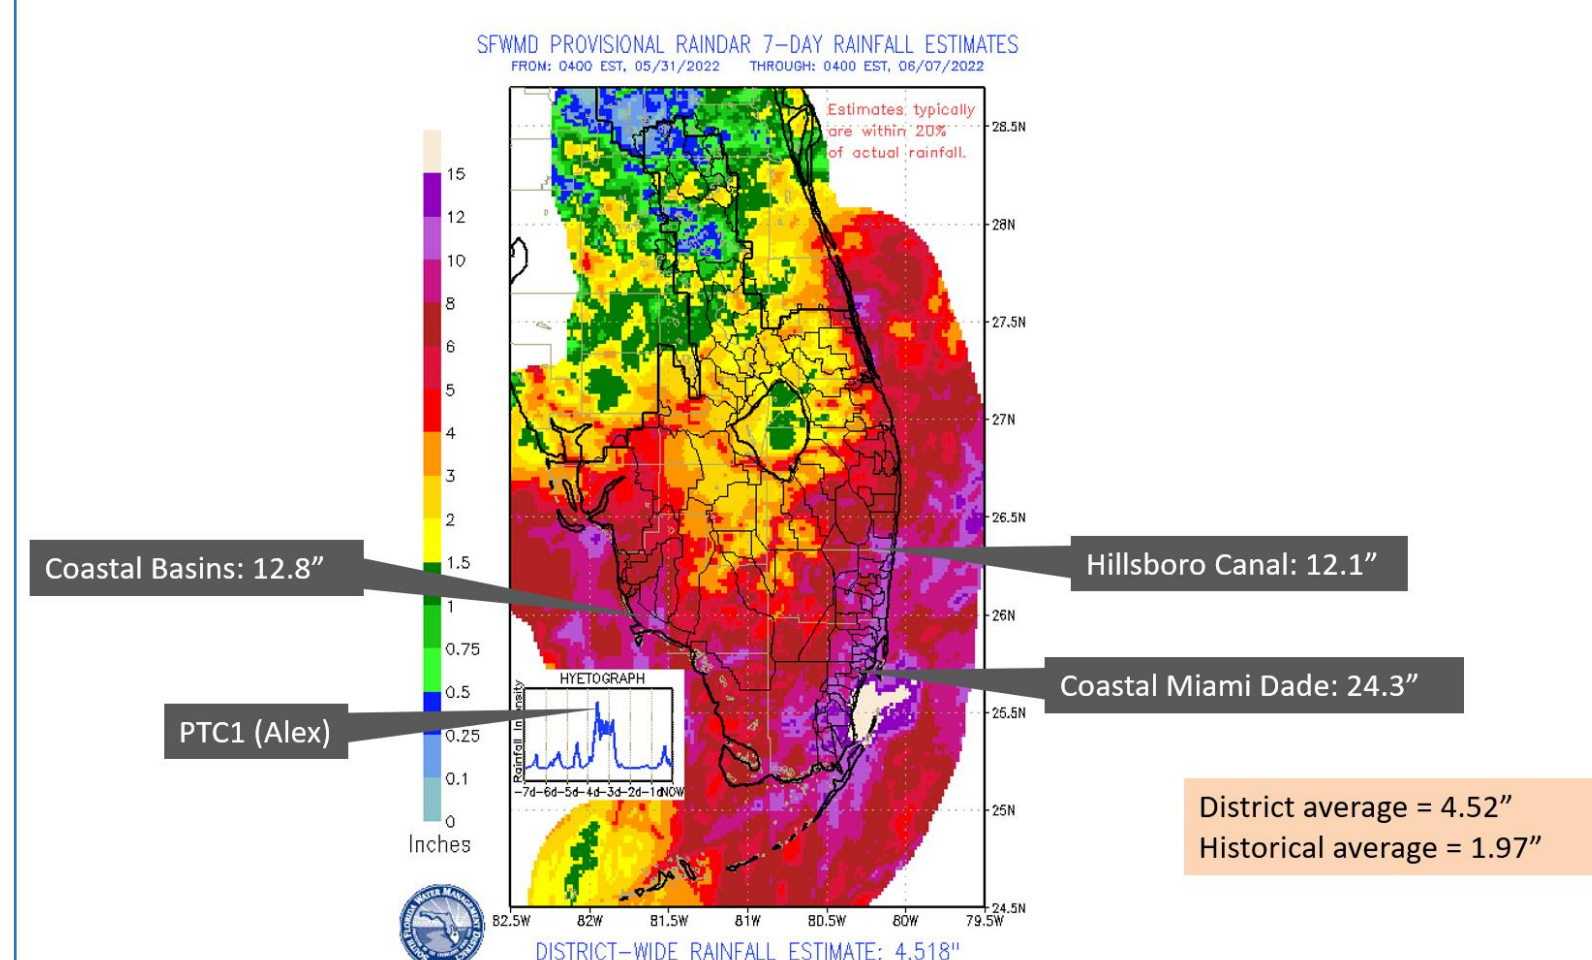 SFWMD PROVISIONAL RAINDAR 7-DAY RAINFALL ESTIMATES
FROM: 0400 EST, 05/31/2022 THROUGH: 0400 EST, 06/07/2022
Estimates typically
are within 20%
of actual rainfall.
28.5N
28N
27.5N
27N
26.5N
26N
25.5N
25N
24.5N
15
12
10
8
6
5
4
3
2
1.5
1
0.75
0.5
0.25
0.1
0
Inches
Coastal Basins: 12.8”
Hillsboro Canal: 12.1”
Coastal Miami Dade: 24.3”
PTC1 (Alex)
HYETOGRAPH
Rainfall Intensity
-7d-6d-5d-4d-3d-2d-1dNOW
District average = 4.52”
Historical average = 1.97”
82.5W 82W 81.5W 81W 80.5W 80W 79.5W
SOUTH FLORIDA WATER MANAGEMENT DISTRICT
DISTRICT-WIDE RAINFALL ESTIMATE: 4.518"